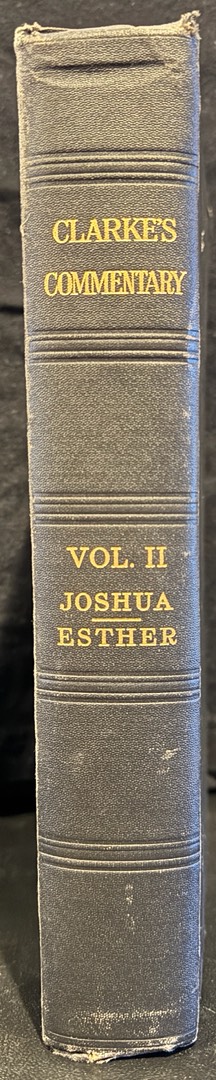 CLARKE'S
COMMENTARY
VOL. II
JOSHUA
ESTHER